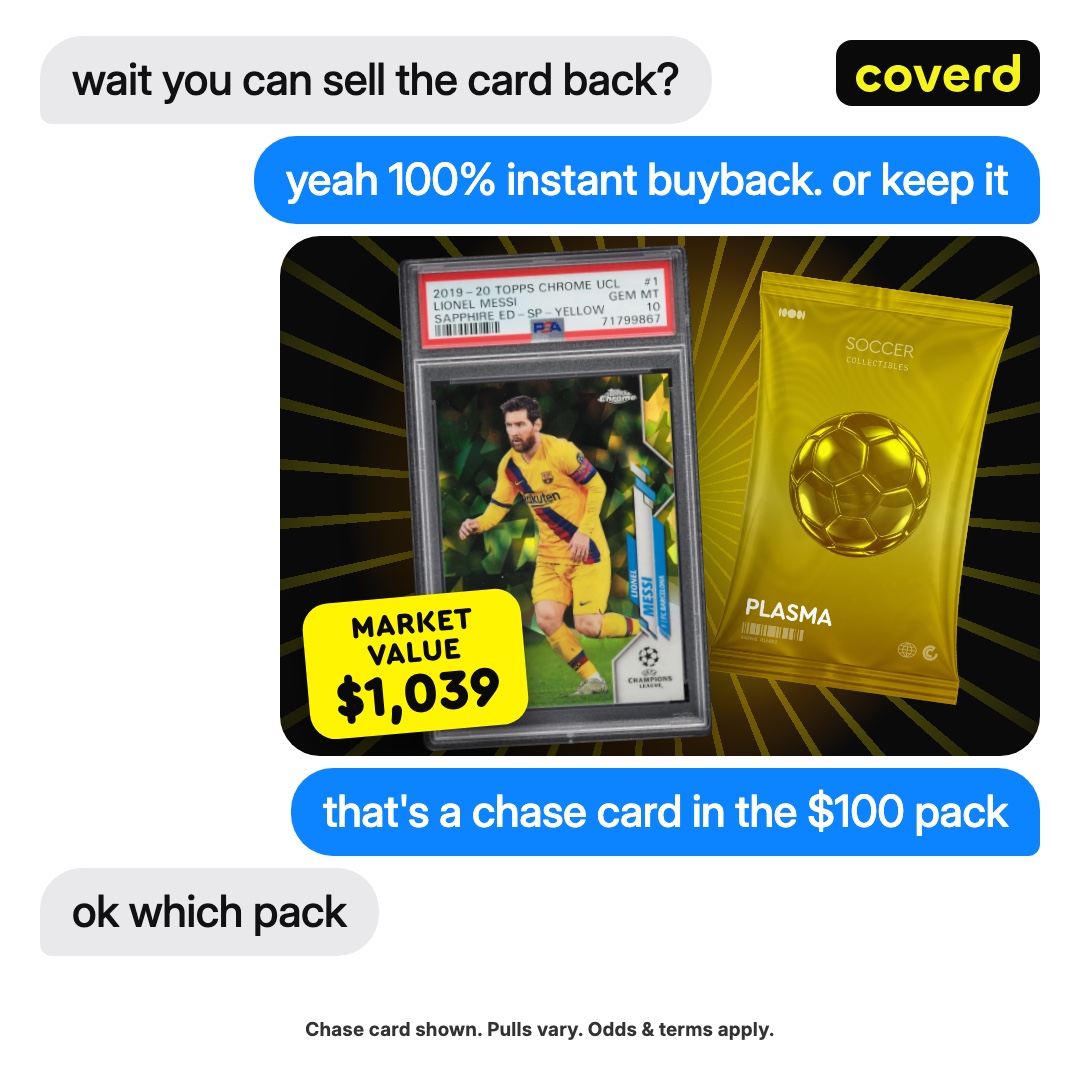 wait you can sell the card back?
coverd
yeah 100% instant buyback. or keep it
2019-20 TOPPS CHROME UCL #1
LIONEL MESSI GEM MT
SAPPHIRE ED-SP-YELLOW 10
PSA 71799867
Topps Chrome
Rakuten
LIONEL
MESSI
FC BARCELONA
UEFA
CHAMPIONS
LEAGUE
SOCCER
COLLECTIBLES
PLASMA
MARKET
VALUE
$1,039
that's a chase card in the $100 pack
ok which pack
Chase card shown. Pulls vary. Odds & terms apply.